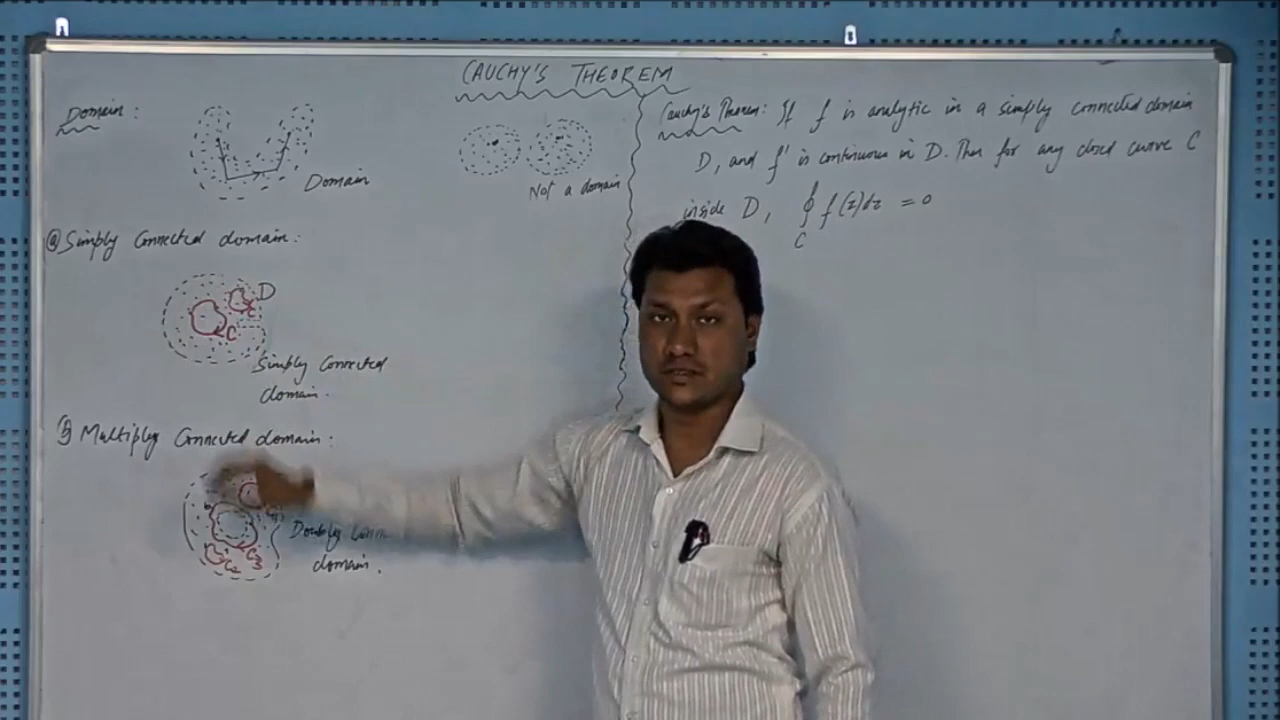 CAUCHY'S THEOREM
Domain:
Domain
Not a domain
@ Simply Connected domain:
D
C
C
Simply Connected
domain.
Multiply Connected domain:
C2
C3
Doubly Conn
domain.
Cauchy's Theorem: If f is analytic in a simply connected domain
D, and f' is continuous in D. Then for any closed curve C
inside D, ∮ f(z)dz = 0
C